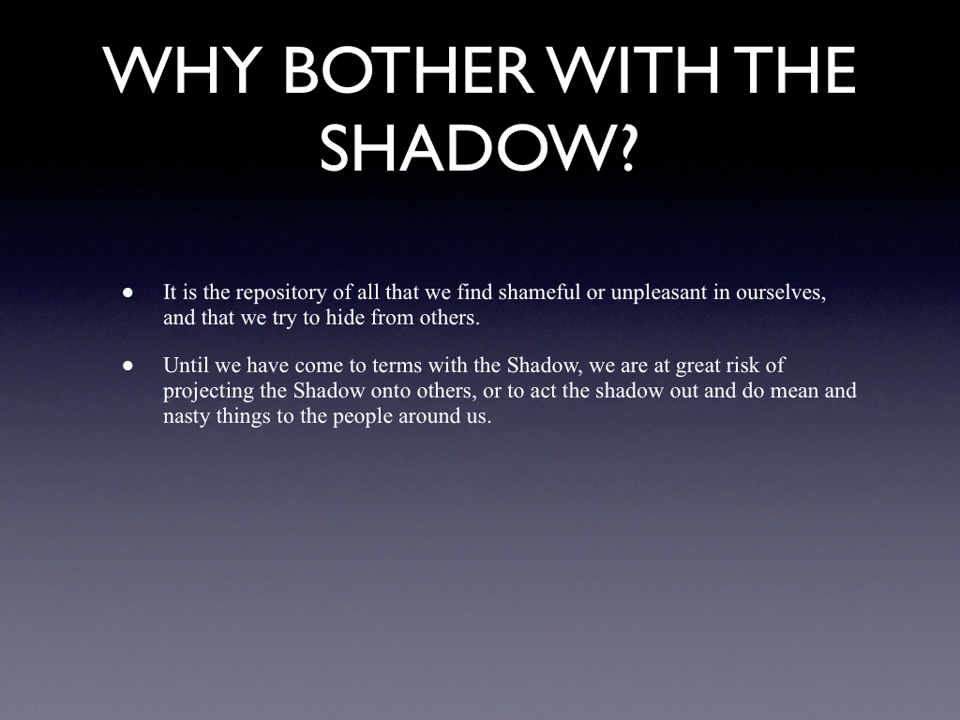 WHY BOTHER WITH THE
SHADOW?
• It is the repository of all that we find shameful or unpleasant in ourselves,
and that we try to hide from others.
• Until we have come to terms with the Shadow, we are at great risk of
projecting the Shadow onto others, or to act the shadow out and do mean and
nasty things to the people around us.